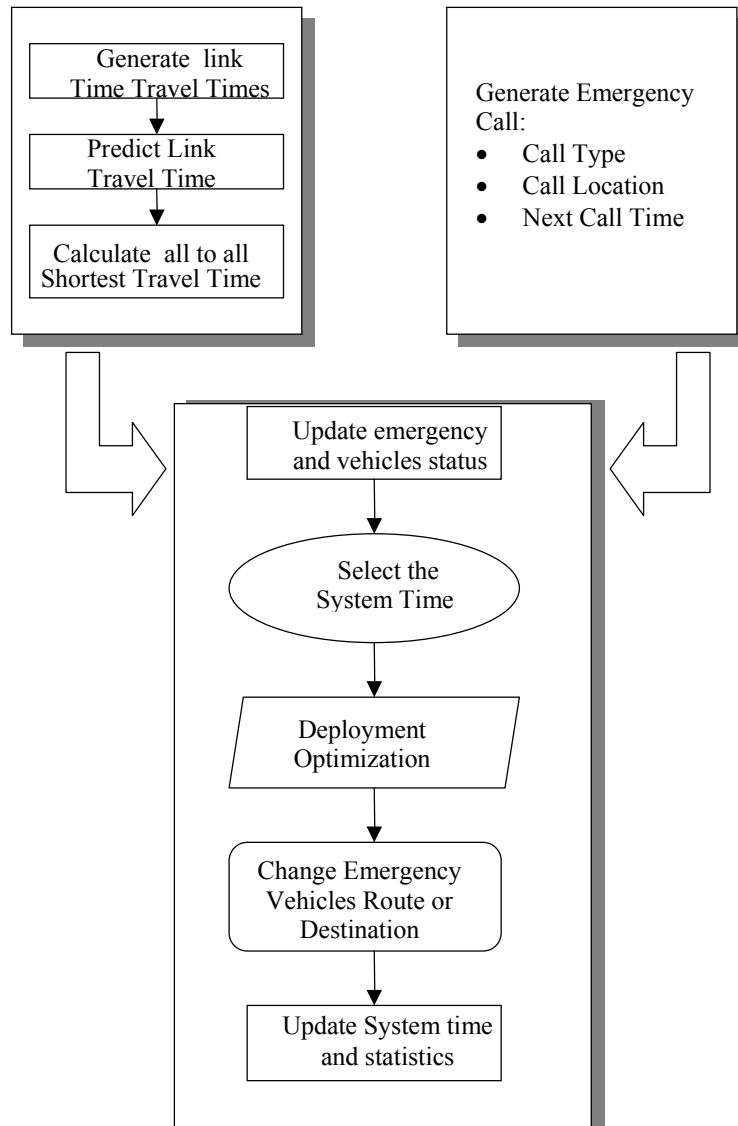 Generate link
Time Travel Times
Predict Link
Travel Time
Calculate all to all
Shortest Travel Time
Generate Emergency
Call:
• Call Type
• Call Location
• Next Call Time
Update emergency
and vehicles status
Select the
System Time
Deployment
Optimization
Change Emergency
Vehicles Route or
Destination
Update System time
and statistics